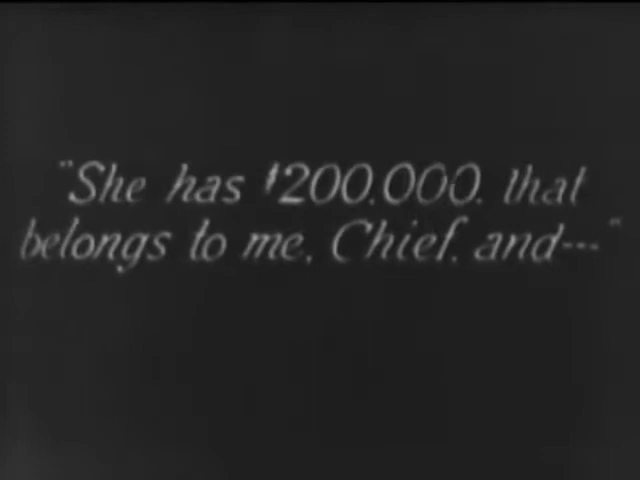 "She has $200,000, that
belongs to me, Chief, and---"